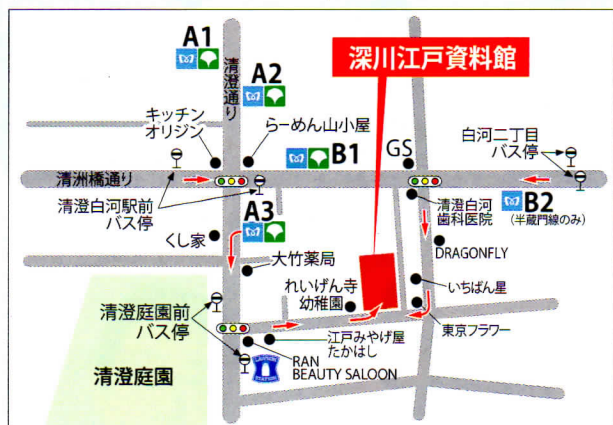 A1
A2
清澄通り
深川江戸資料館
キッチン
オリジン
らーめん山小屋
B1
GS
白河二丁目
バス停
清洲橋通り
清澄白河駅前
バス停
A3
くし家
大竹薬局
清澄白河
歯科医院
B2
(半蔵門線のみ)
DRAGONFLY
れいげん寺
幼稚園
いちばん星
清澄庭園前
バス停
江戸みやげ屋
たかはし
東京フラワー
RAN
BEAUTY SALOON
清澄庭園
LAWSON
STATION